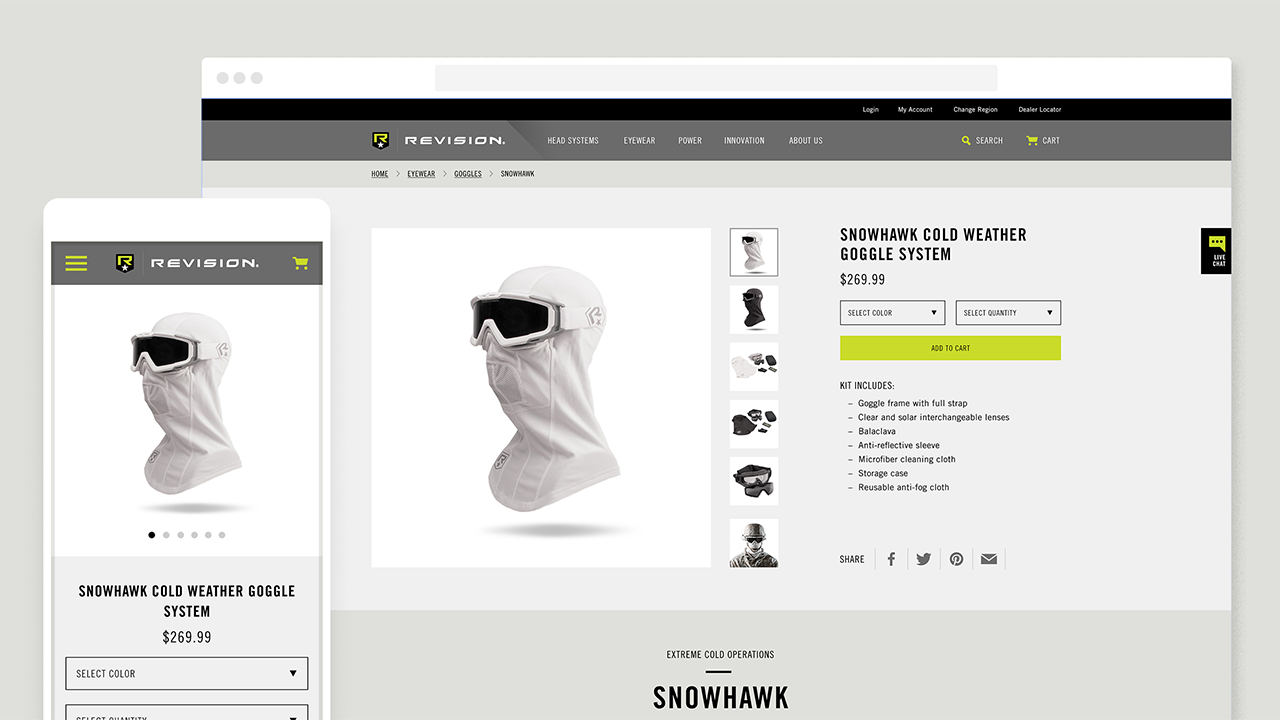 Login My Account Change Region Dealer Locator
REVISION. HEAD SYSTEMS EYEWEAR POWER INNOVATION ABOUT US SEARCH CART
HOME > EYEWEAR > GOGGLES > SNOWHAWK
SNOWHAWK COLD WEATHER
GOGGLE SYSTEM
$269.99
SELECT COLOR SELECT QUANTITY
ADD TO CART
KIT INCLUDES:
– Goggle frame with full strap
– Clear and solar interchangeable lenses
– Balaclava
– Anti-reflective sleeve
– Microfiber cleaning cloth
– Storage case
– Reusable anti-fog cloth
SHARE
LIVE
CHAT
EXTREME COLD OPERATIONS
SNOWHAWK
REVISION.
SNOWHAWK COLD WEATHER GOGGLE
SYSTEM
$269.99
SELECT COLOR
SELECT QUANTITY